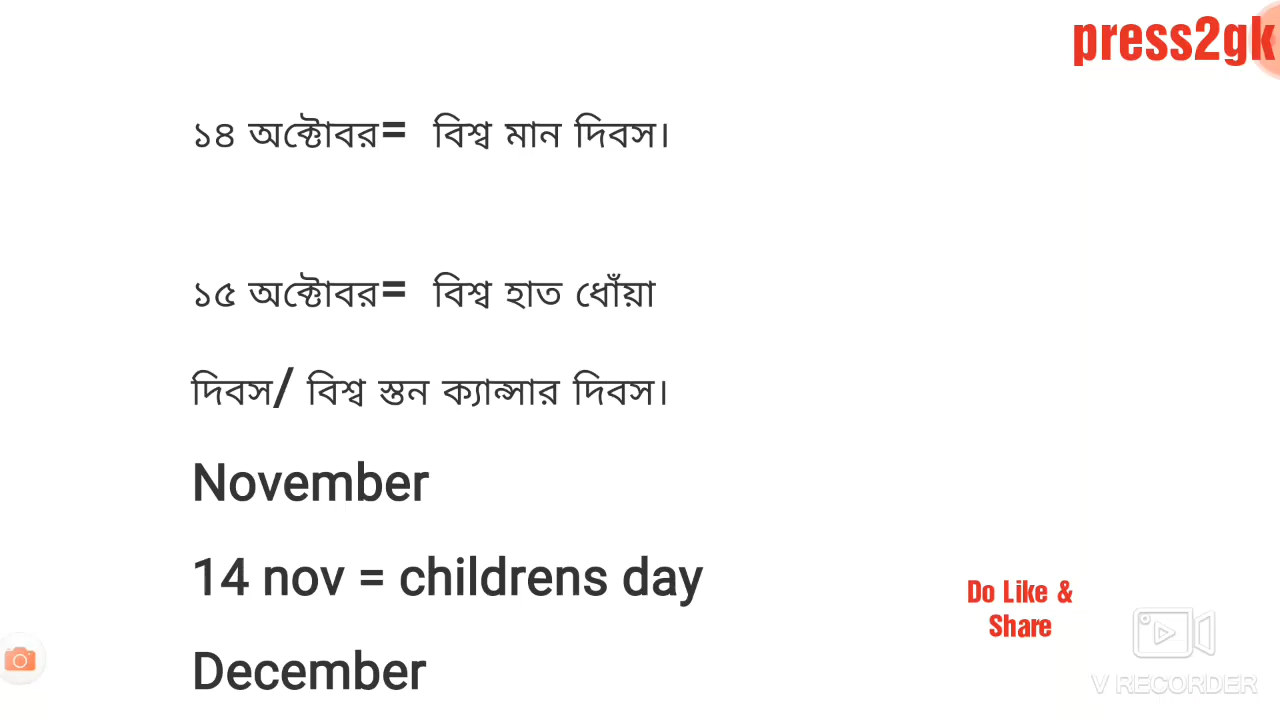 press2gk
১৪ অক্টোবর= বিশ্ব মান দিবস।
১৫ অক্টোবর= বিশ্ব হাত ধোঁয়া
দিবস/ বিশ্ব স্তন ক্যান্সার দিবস।
November
14 nov = childrens day
December
Do Like &
Share
V RECORDER